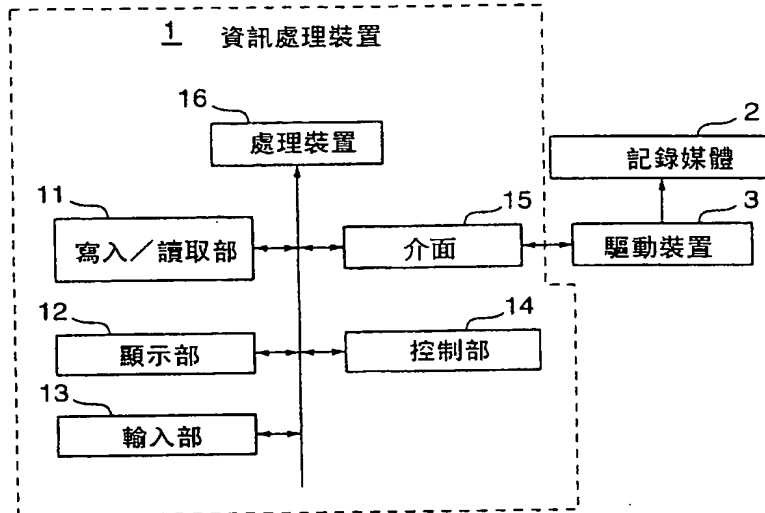 1 資訊處理裝置
16
處理裝置
2
記錄媒體
11
寫入／讀取部
15
介面
3
驅動裝置
12
顯示部
14
控制部
13
輸入部